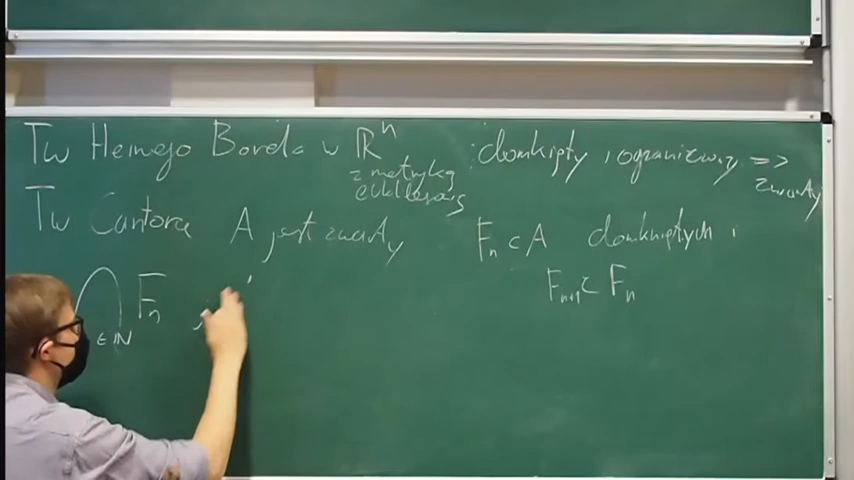 Tw Heinego Borela w ℝⁿ : domknięty i ograniczony =>
z metryką euklidesową
zwarty
Tw Cantora A jest zwarty Fₙ ⊂ A domkniętych i
Fₙ₊₁ ⊂ Fₙ
⋂ Fₙ
∈ ℕ